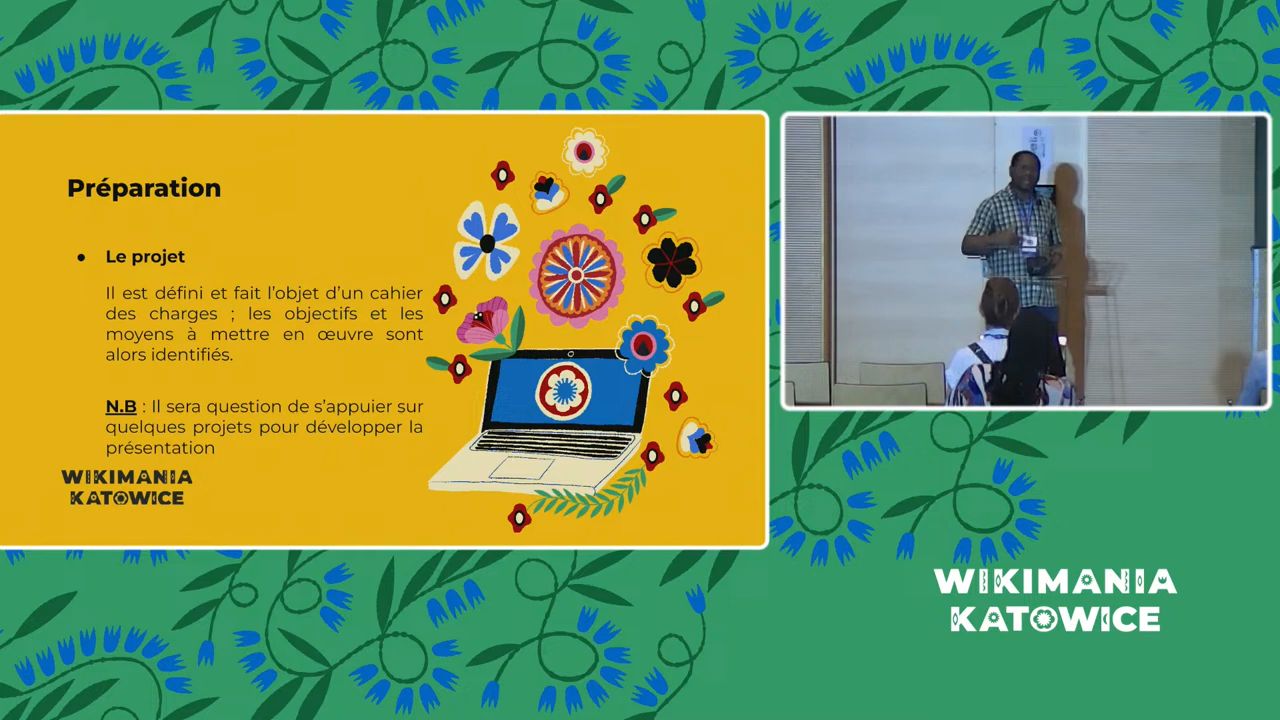 Préparation
● Le projet
Il est défini et fait l’objet d’un cahier
des charges ; les objectifs et les
moyens à mettre en œuvre sont
alors identifiés.
N.B : Il sera question de s’appuier sur
quelques projets pour développer la
présentation
WIKIMANIA
KATOWICE
WIKIMANIA
KATOWICE